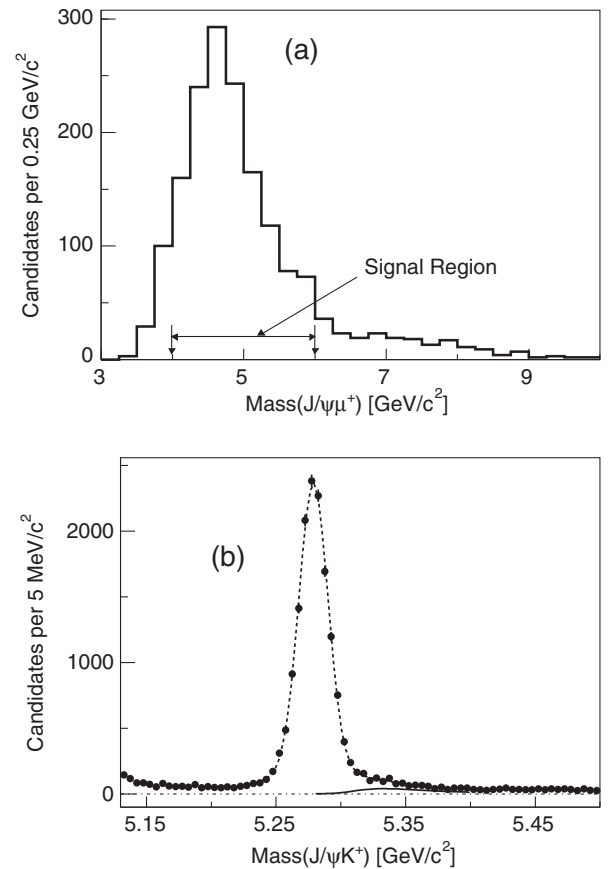 300
200
100
0
Candidates per 0.25 GeV/c²
(a)
Signal Region
3 5 7 9
Mass(J/ψμ⁺) [GeV/c²]
2000
1000
0
Candidates per 5 MeV/c²
(b)
5.15 5.25 5.35 5.45
Mass(J/ψK⁺) [GeV/c²]